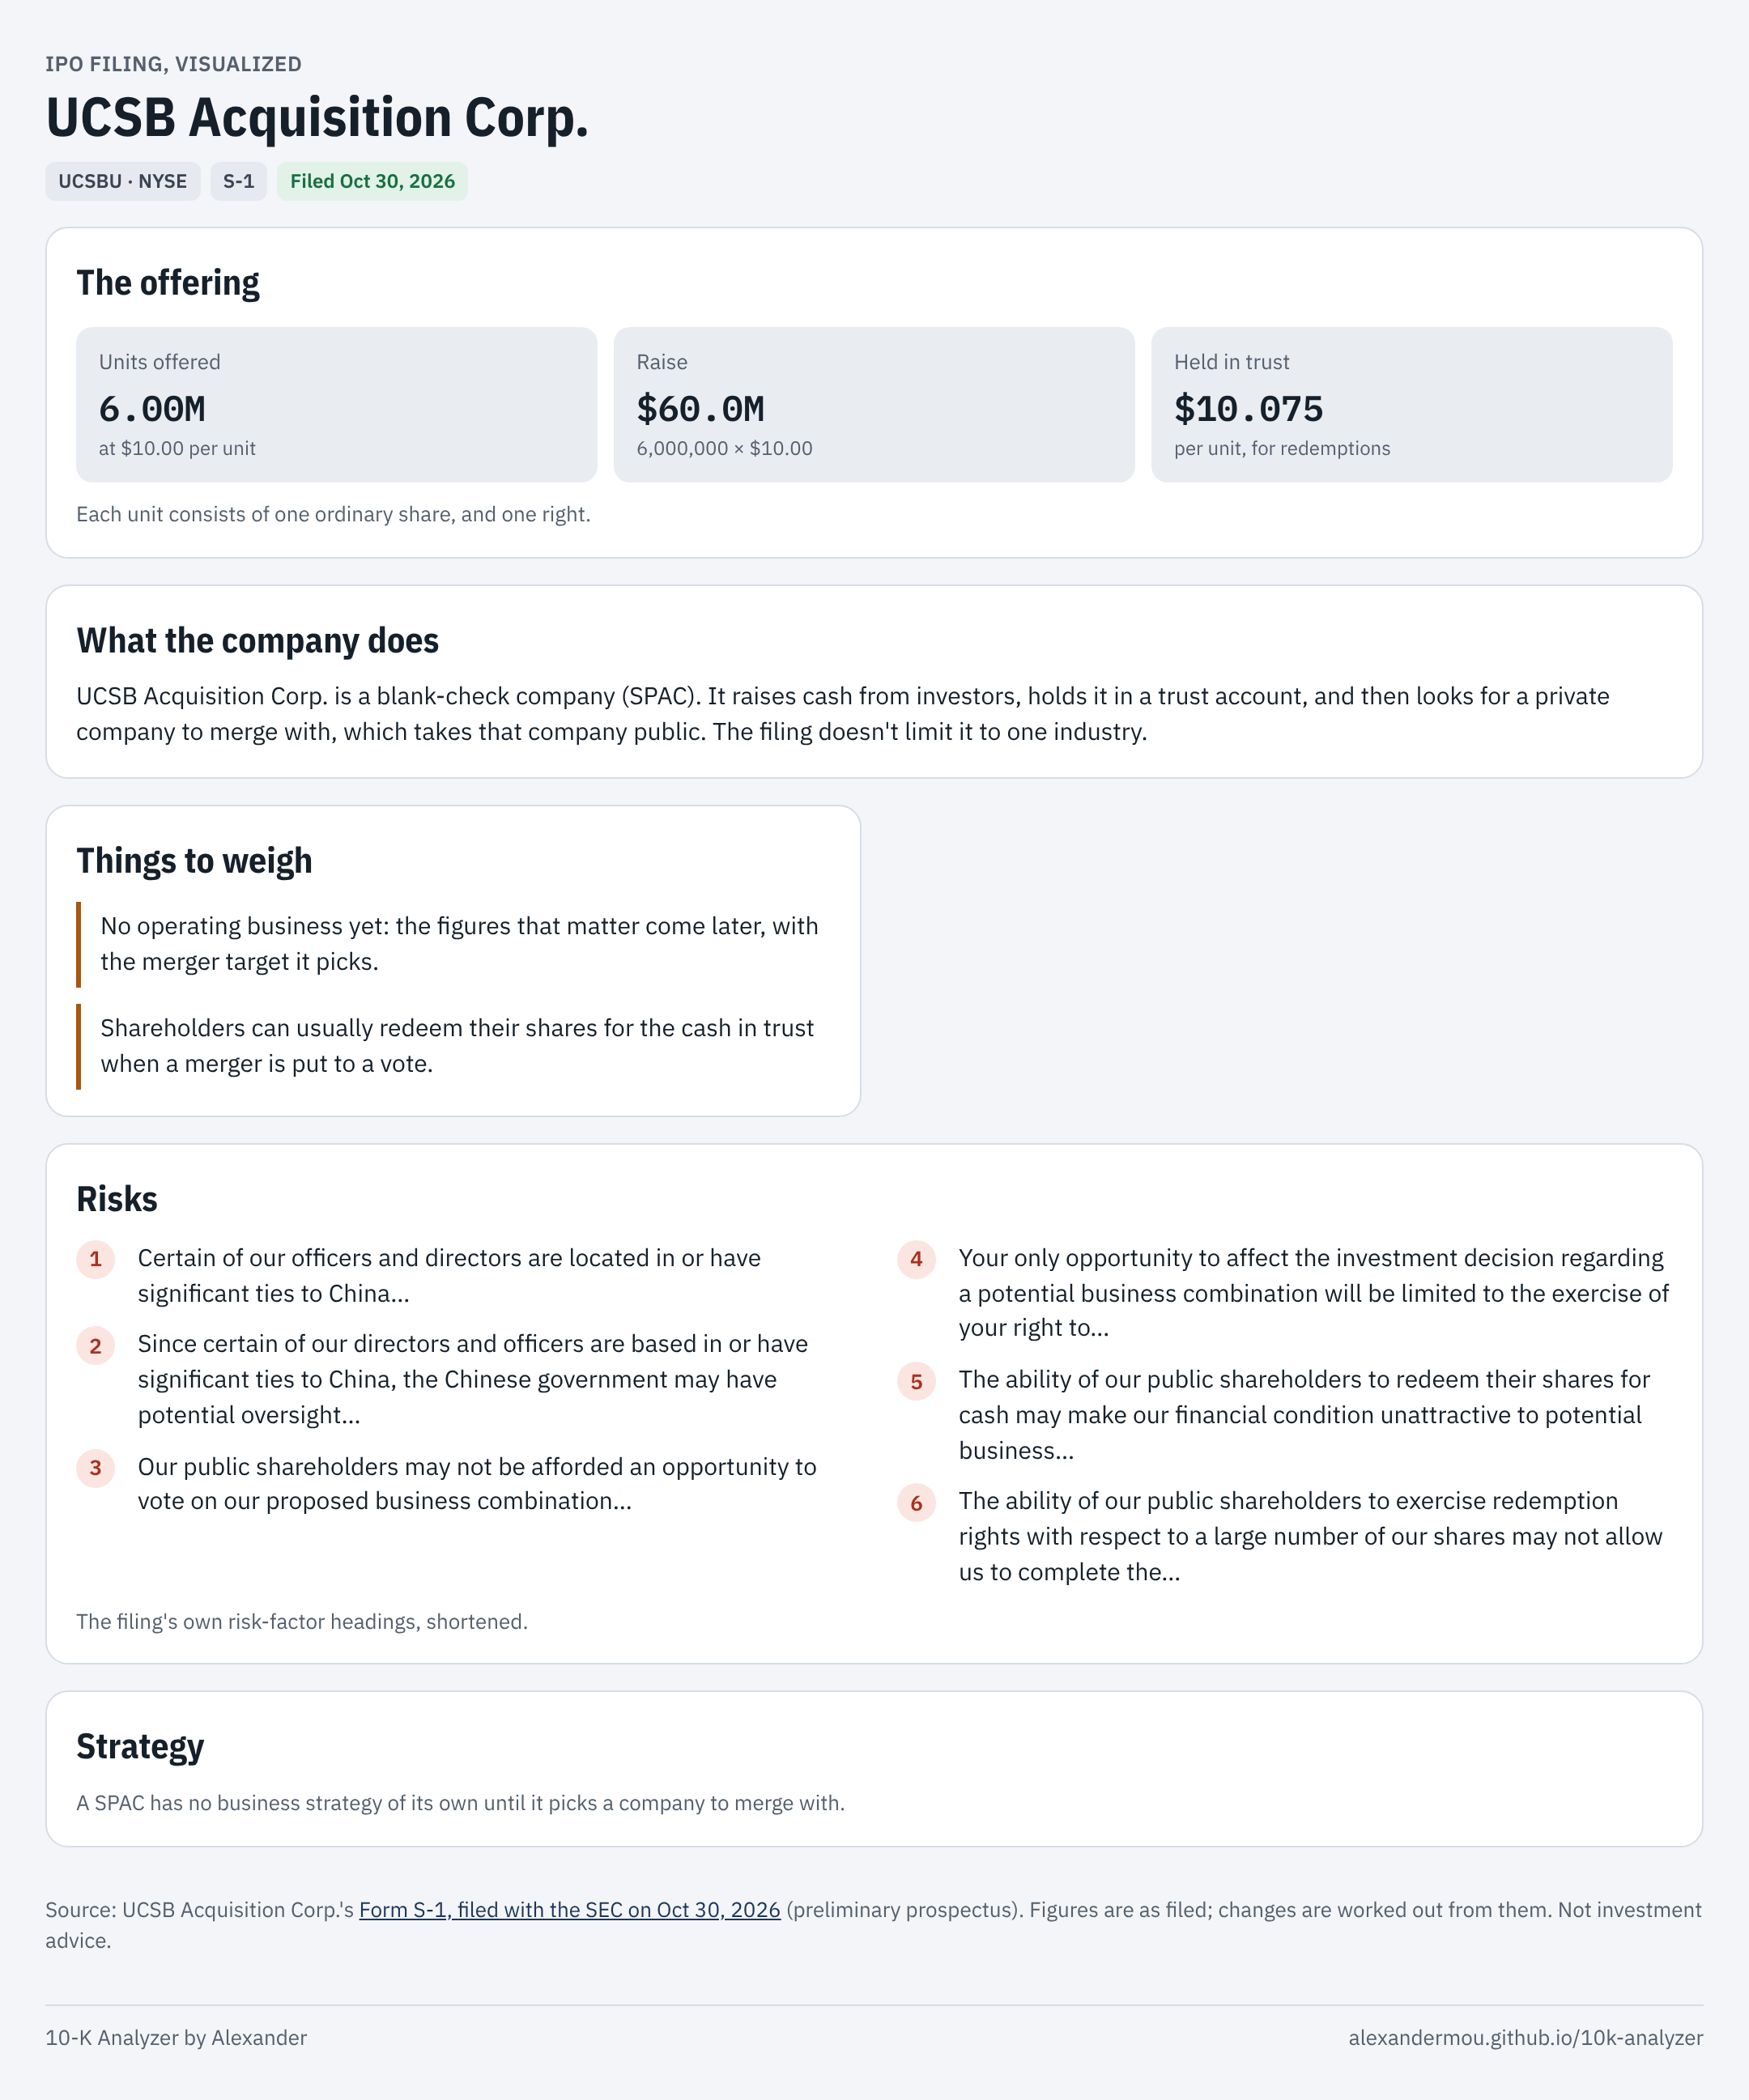 IPO FILING, VISUALIZED
UCSB Acquisition Corp.
UCSBU · NYSE
S-1
Filed Oct 30, 2026
The offering
Units offered
6.00M
at $10.00 per unit
Raise
$60.0M
6,000,000 × $10.00
Held in trust
$10.075
per unit, for redemptions
Each unit consists of one ordinary share, and one right.
What the company does
UCSB Acquisition Corp. is a blank-check company (SPAC). It raises cash from investors, holds it in a trust account, and then looks for a private
company to merge with, which takes that company public. The filing doesn't limit it to one industry.
Things to weigh
No operating business yet: the figures that matter come later, with
the merger target it picks.
Shareholders can usually redeem their shares for the cash in trust
when a merger is put to a vote.
Risks
1 Certain of our officers and directors are located in or have
significant ties to China...
2 Since certain of our directors and officers are based in or have
significant ties to China, the Chinese government may have
potential oversight...
3 Our public shareholders may not be afforded an opportunity to
vote on our proposed business combination...
4 Your only opportunity to affect the investment decision regarding
a potential business combination will be limited to the exercise of
your right to...
5 The ability of our public shareholders to redeem their shares for
cash may make our financial condition unattractive to potential
business...
6 The ability of our public shareholders to exercise redemption
rights with respect to a large number of our shares may not allow
us to complete the...
The filing's own risk-factor headings, shortened.
Strategy
A SPAC has no business strategy of its own until it picks a company to merge with.
Source: UCSB Acquisition Corp.'s Form S-1, filed with the SEC on Oct 30, 2026 (preliminary prospectus). Figures are as filed; changes are worked out from them. Not investment
advice.
10-K Analyzer by Alexander
alexandermou.github.io/10k-analyzer